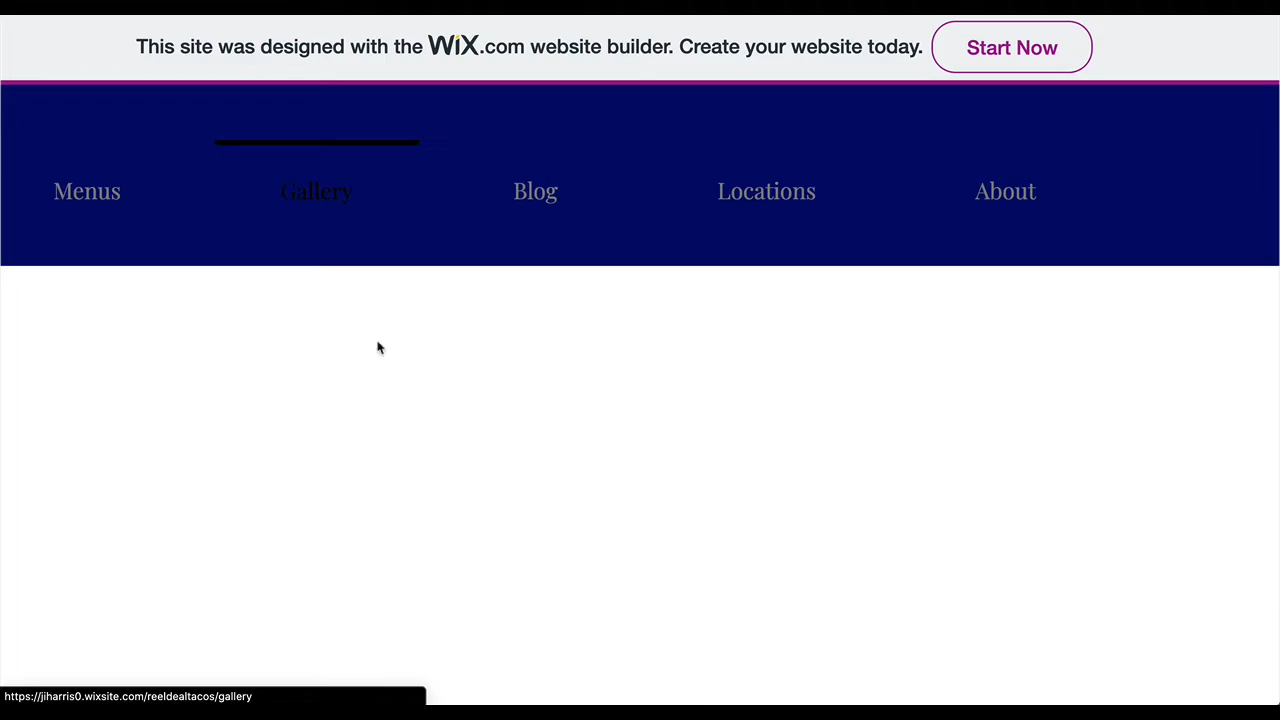 This site was designed with the WiX.com website builder. Create your website today. Start Now
Menus Gallery Blog Locations About
https://jiharris0.wixsite.com/reeldealtacos/gallery